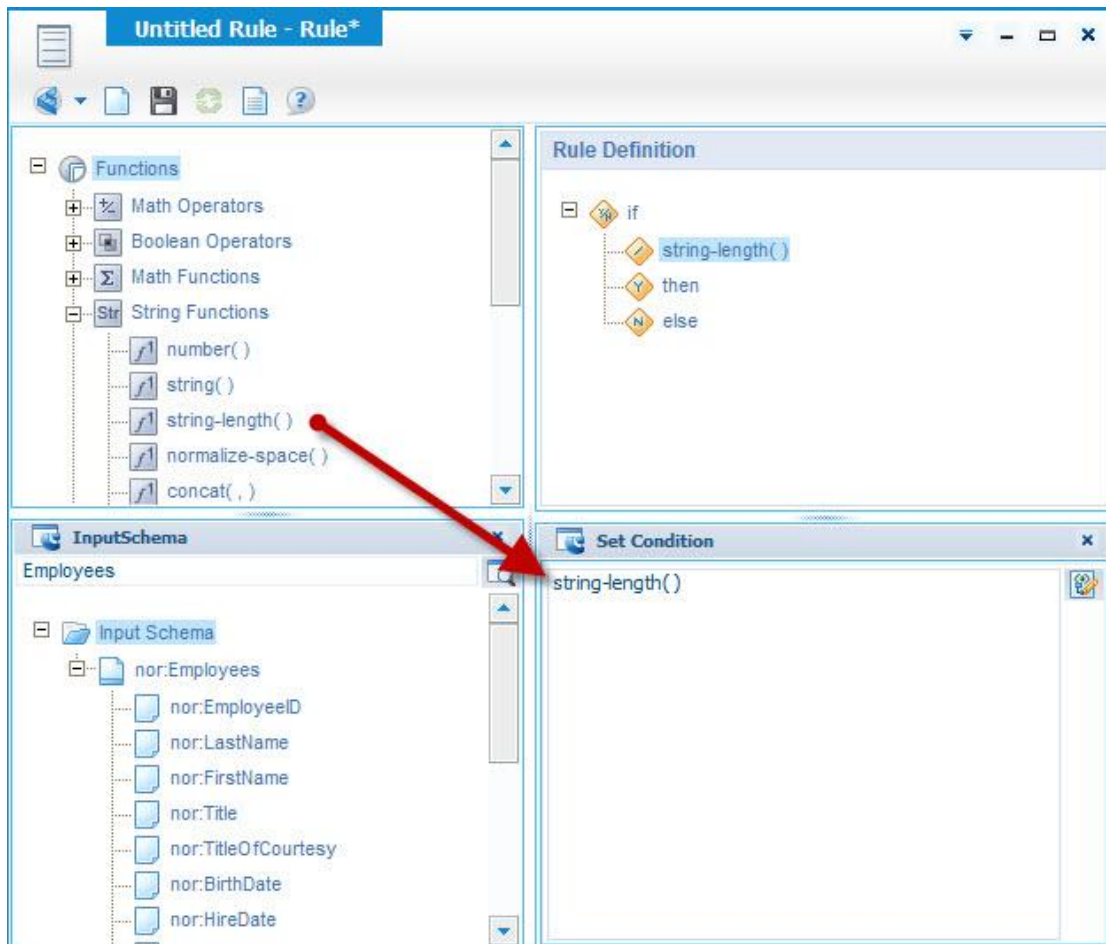 Untitled Rule - Rule*
Functions
Math Operators
Boolean Operators
Math Functions
Str String Functions
number( )
string( )
string-length( )
normalize-space( )
concat( , )
Rule Definition
if
string-length( )
Y then
N else
InputSchema
Employees
Input Schema
nor:Employees
nor:EmployeeID
nor:LastName
nor:FirstName
nor:Title
nor:TitleOfCourtesy
nor:BirthDate
nor:HireDate
Set Condition
string-length( )